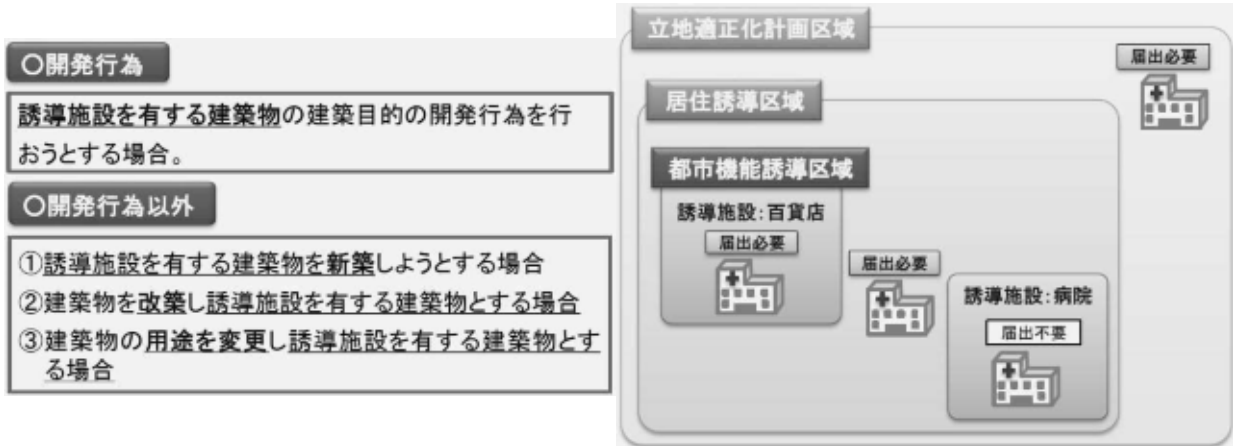 〇開発行為
誘導施設を有する建築物の建築目的の開発行為を行
おうとする場合。
〇開発行為以外
①誘導施設を有する建築物を新築しようとする場合
②建築物を改築し誘導施設を有する建築物とする場合
③建築物の用途を変更し誘導施設を有する建築物とす
る場合
立地適正化計画区域
届出必要
居住誘導区域
都市機能誘導区域
誘導施設:百貨店
届出必要
届出必要
誘導施設:病院
届出不要